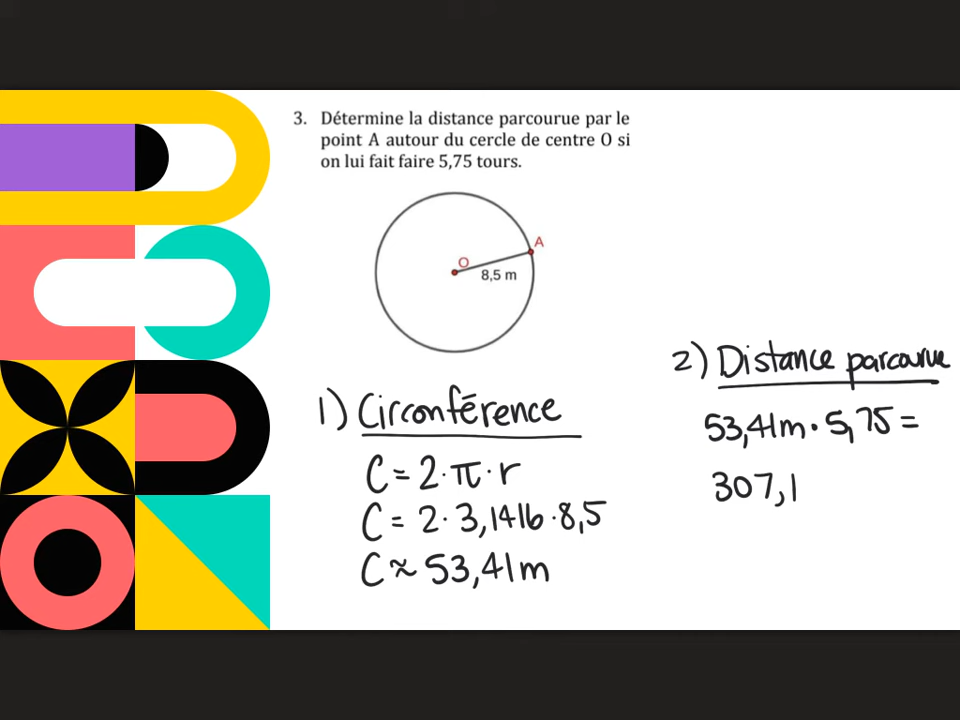 3. Détermine la distance parcourue par le
point A autour du cercle de centre O si
on lui fait faire 5,75 tours.
A
O
8,5 m
1) Circonférence
C = 2 · π · r
C = 2 · 3,1416 · 8,5
C ≈ 53,41m
2) Distance parcourue
53,41m · 5,75 =
307,1